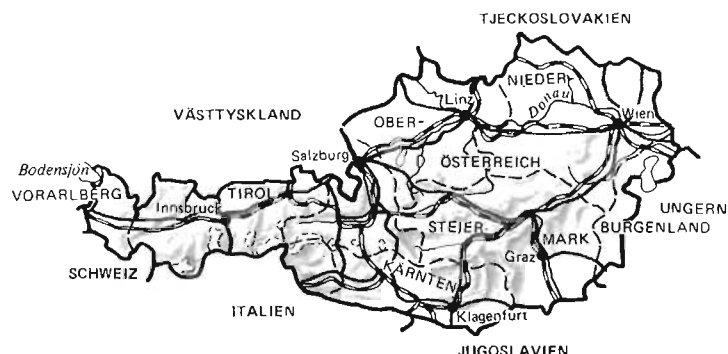 TJECKOSLOVAKIEN
NIEDER-
Donau
Linz
Wien
VÄSTTYSKLAND
OBER-
Salzburg
ÖSTERREICH
Bodensjön
VORARLBERG
TIROL
Innsbruck
STEJER-
UNGERN
BURGENLAND
MARK
Graz
SCHWEIZ
KÄRNTEN
ITALIEN
Klagenfurt
JUGOSLAVIEN